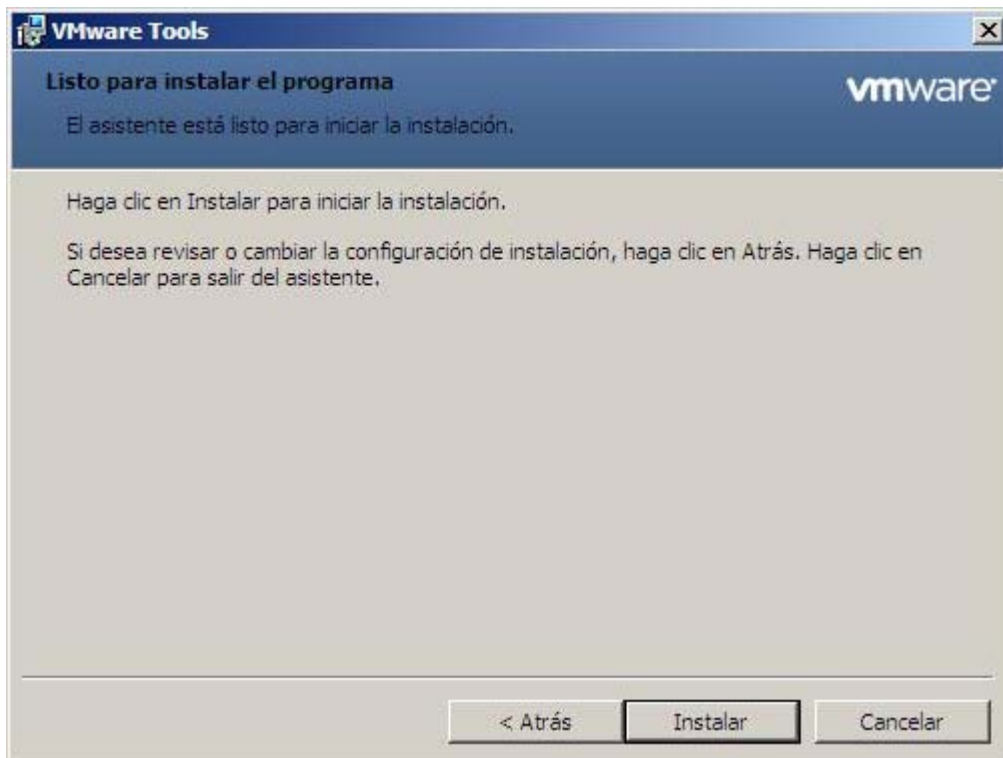 VMware Tools
Listo para instalar el programa
vmware
El asistente está listo para iniciar la instalación.
Haga clic en Instalar para iniciar la instalación.
Si desea revisar o cambiar la configuración de instalación, haga clic en Atrás. Haga clic en
Cancelar para salir del asistente.
< Atrás
Instalar
Cancelar